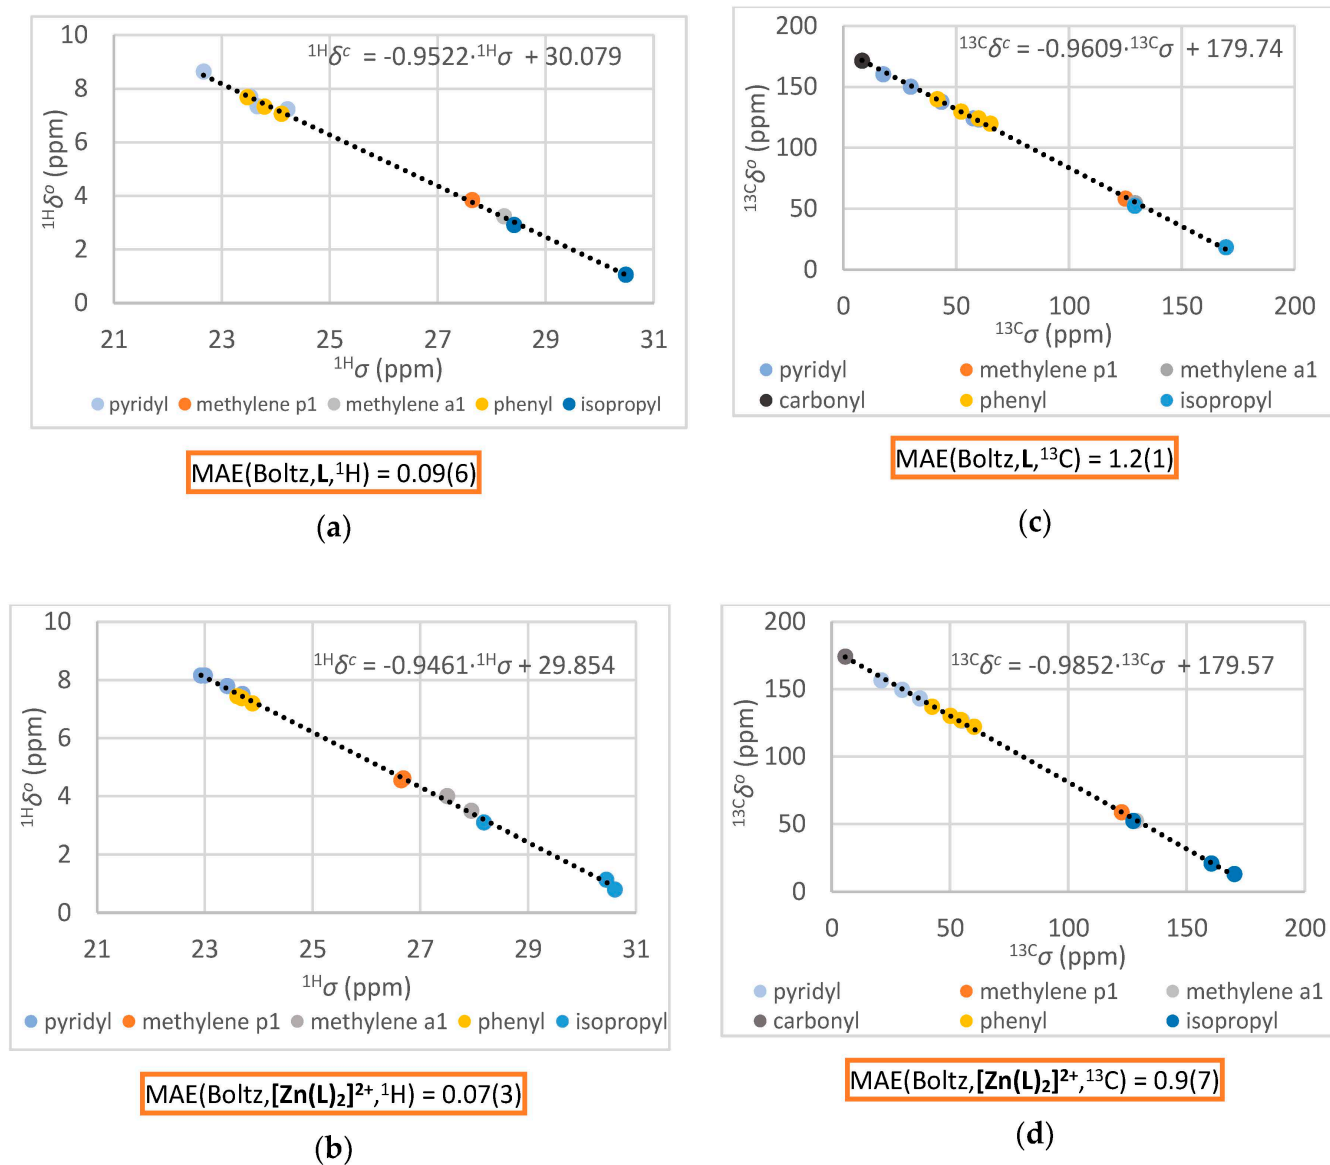 10
8
6
4
2
0
¹Hδᶜ = -0.9522·¹Hσ + 30.079
¹Hδᵒ (ppm)
21 23 25 27 29 31
¹Hσ (ppm)
pyridyl methylene p1 methylene a1 phenyl isopropyl
MAE(Boltz,L,¹H) = 0.09(6)
(a)
200
150
100
50
0
¹³Cδᶜ = -0.9609·¹³Cσ + 179.74
¹³Cδᵒ (ppm)
0 50 100 150 200
¹³Cσ (ppm)
pyridyl methylene p1 methylene a1
carbonyl phenyl isopropyl
MAE(Boltz,L,¹³C) = 1.2(1)
(c)
10
8
6
4
2
0
¹Hδᶜ = -0.9461·¹Hσ + 29.854
¹Hδᵒ (ppm)
21 23 25 27 29 31
¹Hσ (ppm)
pyridyl methylene p1 methylene a1 phenyl isopropyl
MAE(Boltz,[Zn(L)₂]²⁺,¹H) = 0.07(3)
(b)
200
150
100
50
0
¹³Cδᶜ = -0.9852·¹³Cσ + 179.57
¹³Cδᵒ (ppm)
0 50 100 150 200
¹³Cσ (ppm)
pyridyl methylene p1 methylene a1
carbonyl phenyl isopropyl
MAE(Boltz,[Zn(L)₂]²⁺,¹³C) = 0.9(7)
(d)